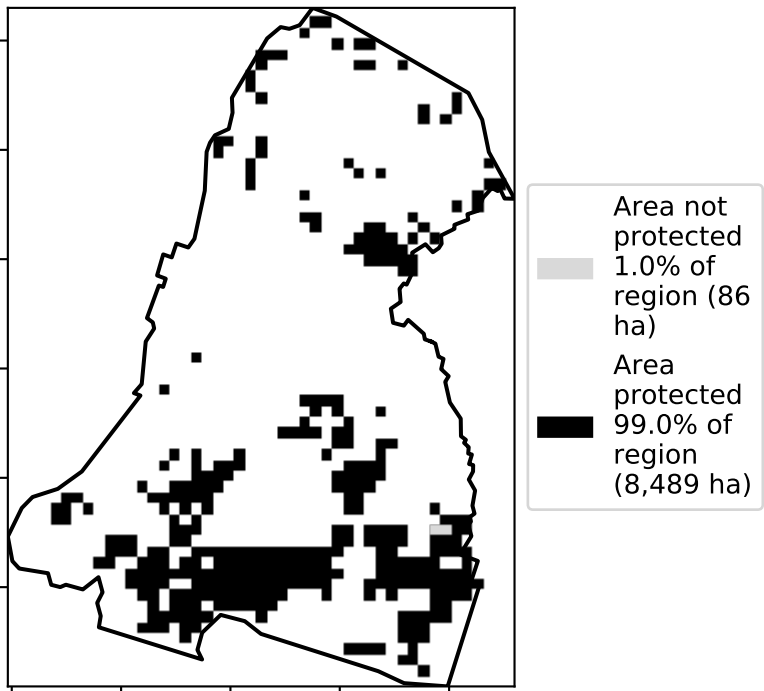 Area not
protected
1.0% of
region (86
ha)
Area
protected
99.0% of
region
(8,489 ha)